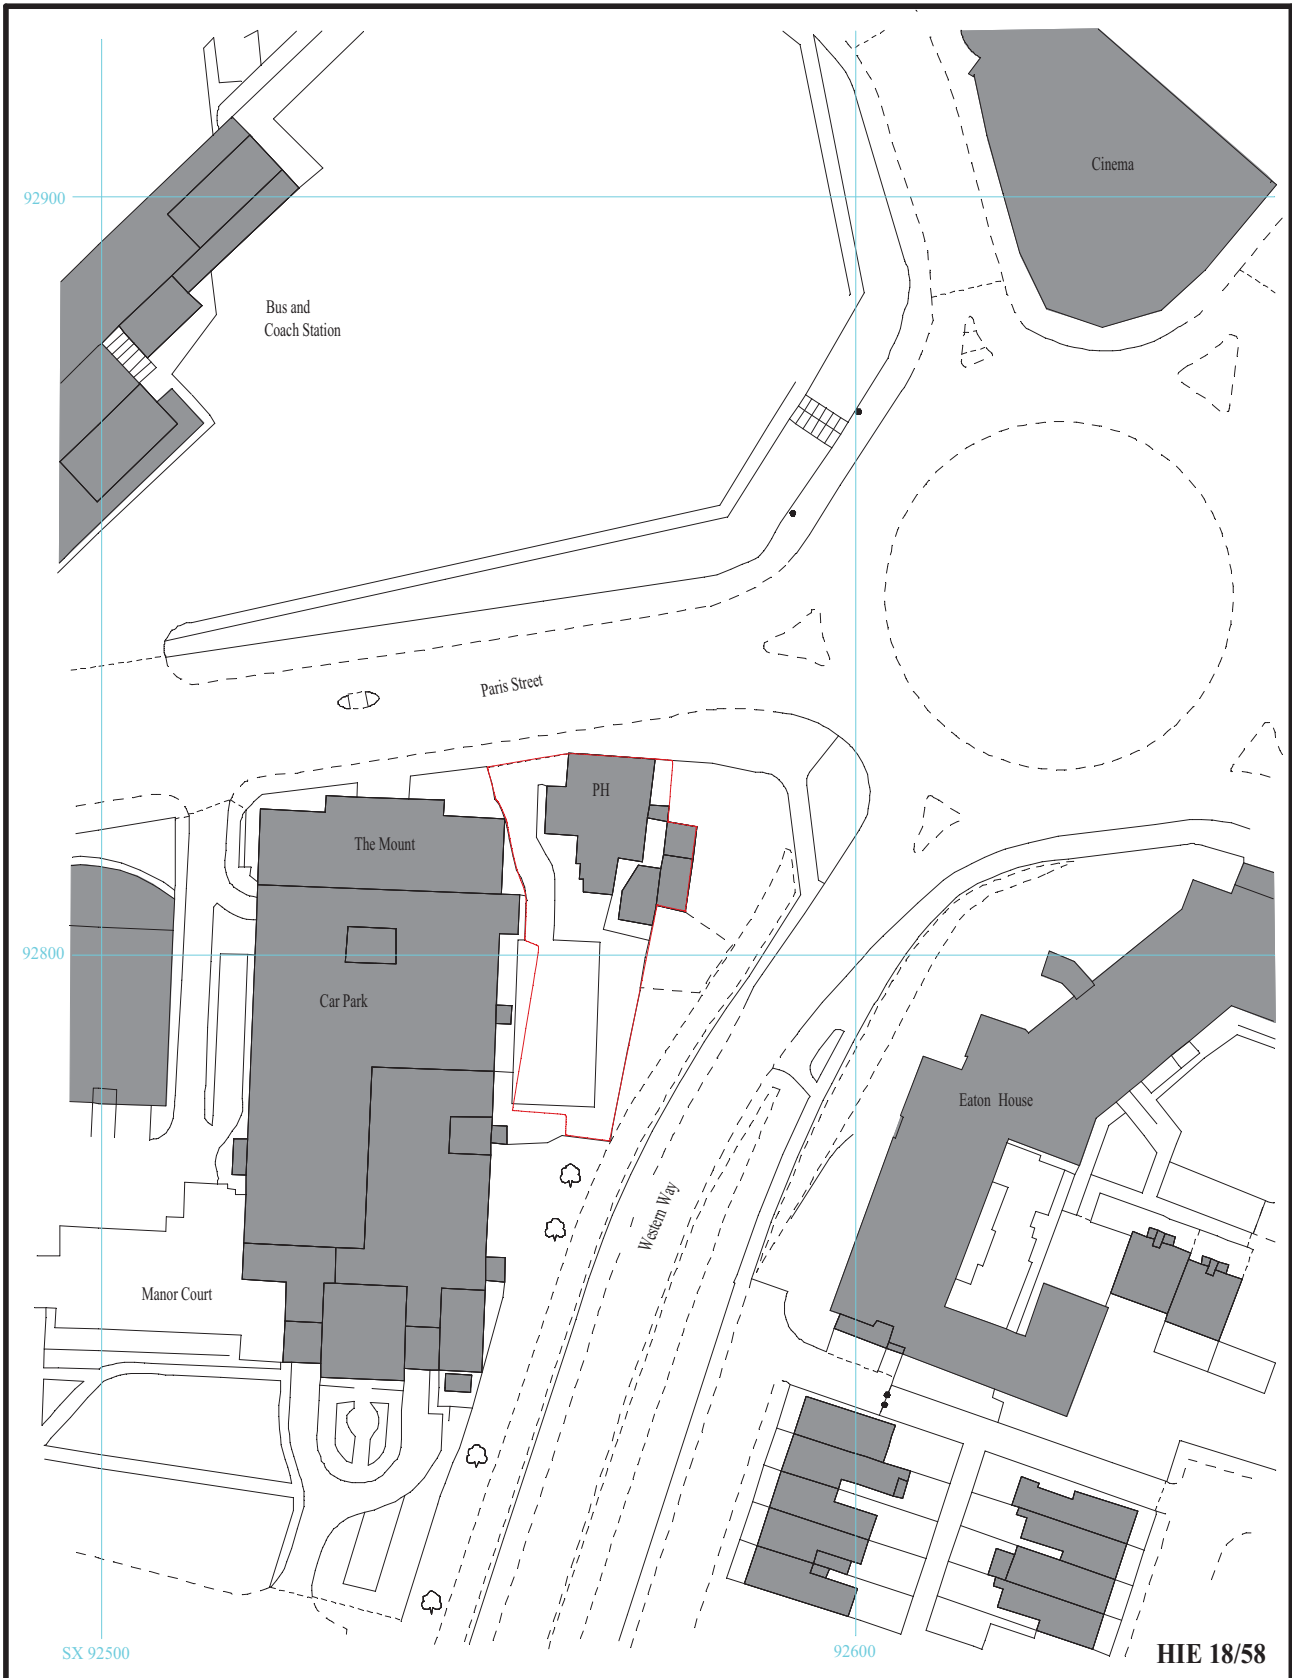 Cinema
92900
Bus and
Coach Station
Paris Street
PH
The Mount
92800
Car Park
Eaton House
Western Way
Manor Court
SX 92500
92600
HIE 18/58